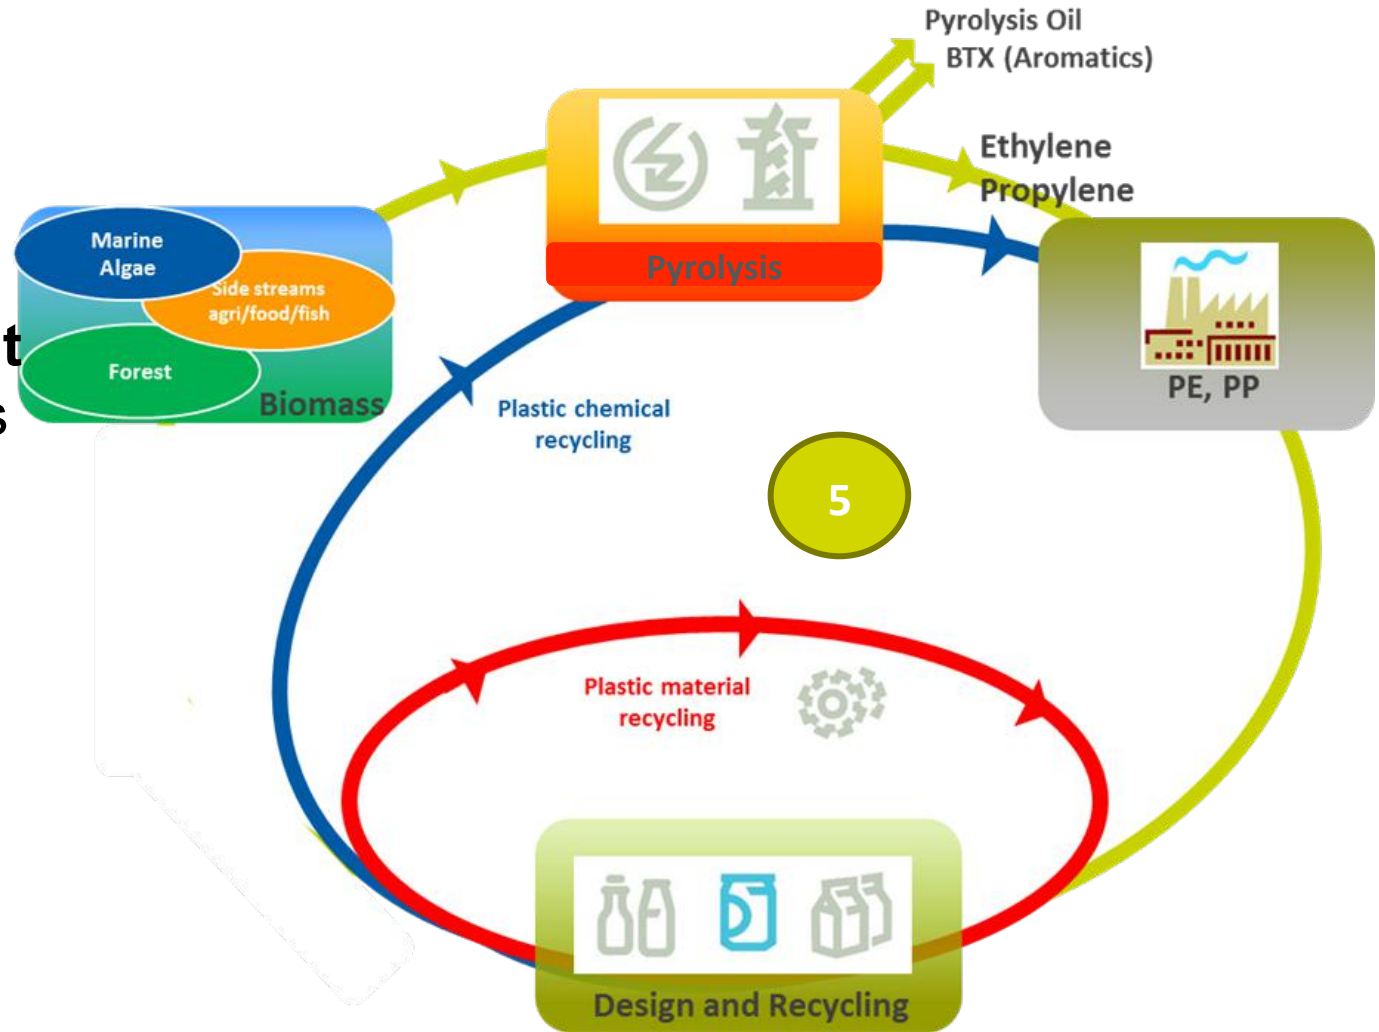 Pyrolysis Oil
BTX (Aromatics)
Ethylene
Propylene
Pyrolysis
Marine
Algae
Side streams
agri/food/fish
Forest
Biomass
t
s
PE, PP
Plastic chemical
recycling
5
Plastic material
recycling
Design and Recycling